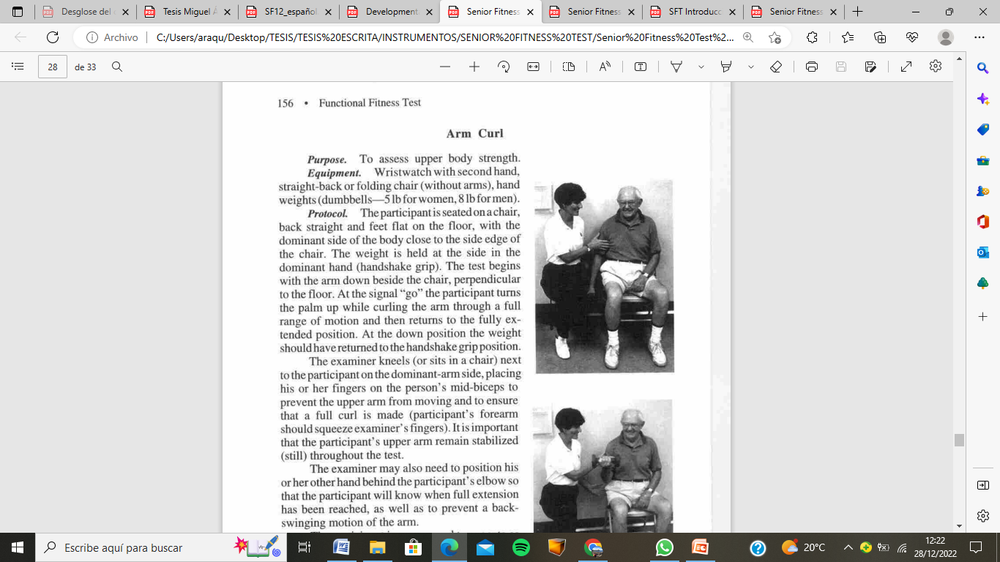 Desglose del
Tesis Miguel Á
SF12_español
Development
Senior Fitness
Senior Fitness
SFT Introducc
Senior Fitness
Archivo
C:/Users/araqu/Desktop/TESIS/TESIS%20ESCRITA/INSTRUMENTOS/SENIOR%20FITNESS%20TEST/Senior%20Fitness%20Test%2...
28 de 33
156 • Functional Fitness Test
Arm Curl
Purpose. To assess upper body strength.
Equipment. Wristwatch with second hand,
straight-back or folding chair (without arms), hand
weights (dumbbells—5 lb for women, 8 lb for men).
Protocol. The participant is seated on a chair,
back straight and feet flat on the floor, with the
dominant side of the body close to the side edge of
the chair. The weight is held at the side in the
dominant hand (handshake grip). The test begins
with the arm down beside the chair, perpendicular
to the floor. At the signal “go” the participant turns
the palm up while curling the arm through a full
range of motion and then returns to the fully ex-
tended position. At the down position the weight
should have returned to the handshake grip position.
The examiner kneels (or sits in a chair) next
to the participant on the dominant-arm side, placing
his or her fingers on the person’s mid-biceps to
prevent the upper arm from moving and to ensure
that a full curl is made (participant’s forearm
should squeeze examiner’s fingers). It is important
that the participant’s upper arm remain stabilized
(still) throughout the test.
The examiner may also need to position his
or her other hand behind the participant’s elbow so
that the participant will know when full extension
has been reached, as well as to prevent a back-
swinging motion of the arm.
Escribe aquí para buscar
20°C
12:22
28/12/2022